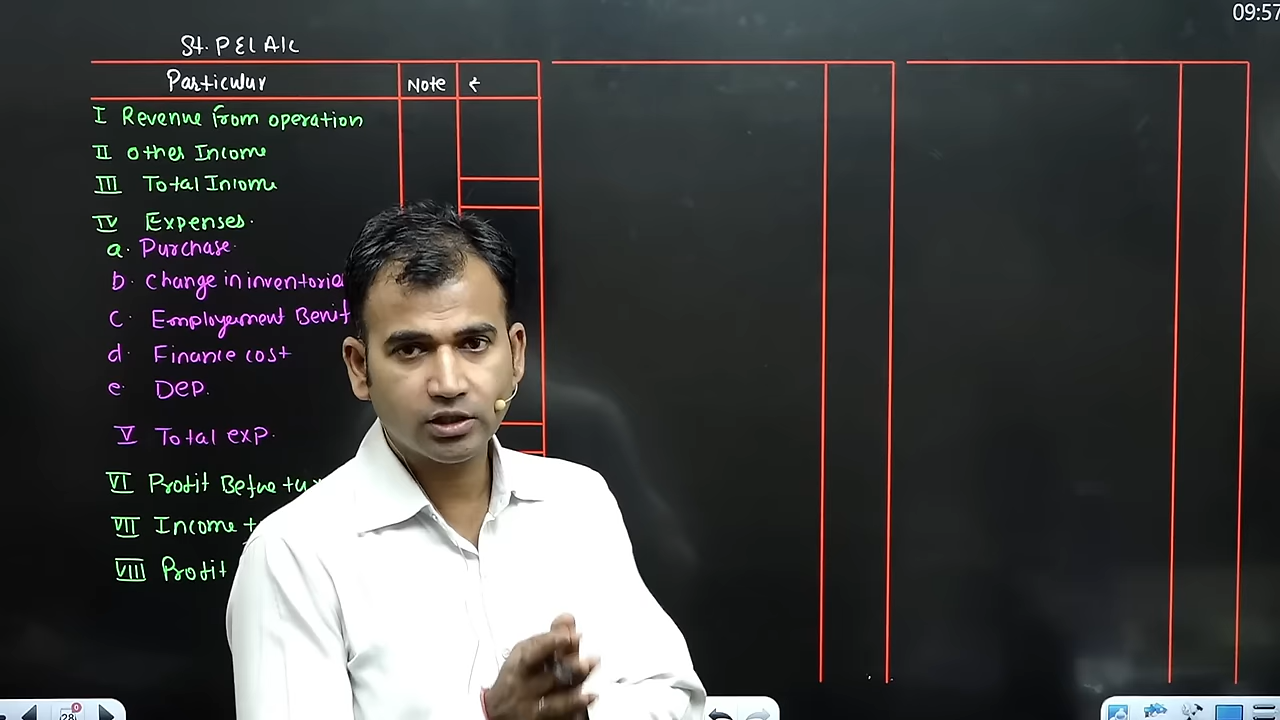 09:57
St. P & L A/C
Particular Note ₹
I Revenue from operation
II other Income
III Total Income
IV Expenses.
a. Purchase.
b. Change in inventories
c. Employement Benif
d. Finance cost
e. DEP.
V Total exp.
VI Profit Before
VII Income
VIII Profit
28